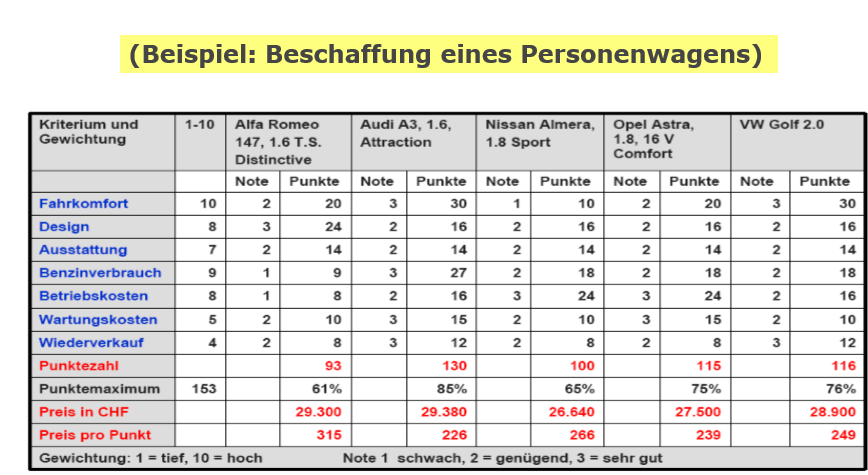 (Beispiel: Beschaffung eines Personenwagens)
Kriterium und Gewichtung 1-10 Alfa Romeo 147, 1.6 T.S. Distinctive Audi A3, 1.6, Attraction Nissan Almera, 1.8 Sport Opel Astra, 1.8, 16 V Comfort VW Golf 2.0
Note Punkte Note Punkte Note Punkte Note Punkte Note Punkte
Fahrkomfort 10 2 20 3 30 1 10 2 20 3 30
Design 8 3 24 2 16 2 16 2 16 2 16
Ausstattung 7 2 14 2 14 2 14 2 14 2 14
Benzinverbrauch 9 1 9 3 27 2 18 2 18 2 18
Betriebskosten 8 1 8 2 16 3 24 3 24 2 16
Wartungskosten 5 2 10 3 15 2 10 3 15 2 10
Wiederverkauf 4 2 8 3 12 2 8 2 8 3 12
Punktezahl 93 130 100 115 116
Punktemaximum 153 61% 85% 65% 75% 76%
Preis in CHF 29.300 29.380 26.640 27.500 28.900
Preis pro Punkt 315 226 266 239 249
Gewichtung: 1 = tief, 10 = hoch Note 1 schwach, 2 = genügend, 3 = sehr gut